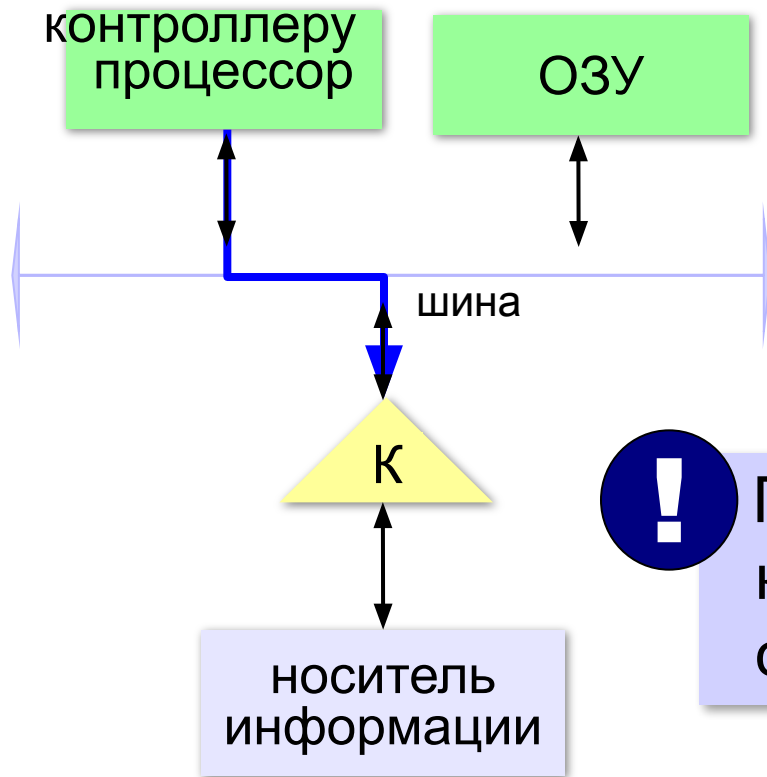 контроллеру
процессор
ОЗУ
шина
К
!
носитель
информации